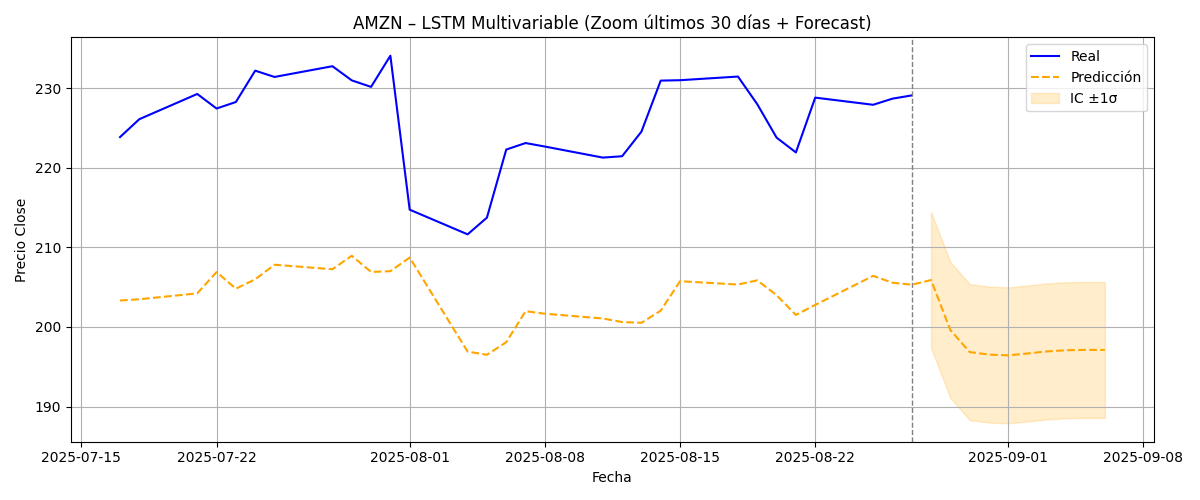 AMZN – LSTM Multivariable (Zoom últimos 30 días + Forecast)
Real
Predicción
IC ±1σ
Precio Close
230
220
210
200
190
2025-07-15
2025-07-22
2025-08-01
2025-08-08
2025-08-15
2025-08-22
2025-09-01
2025-09-08
Fecha